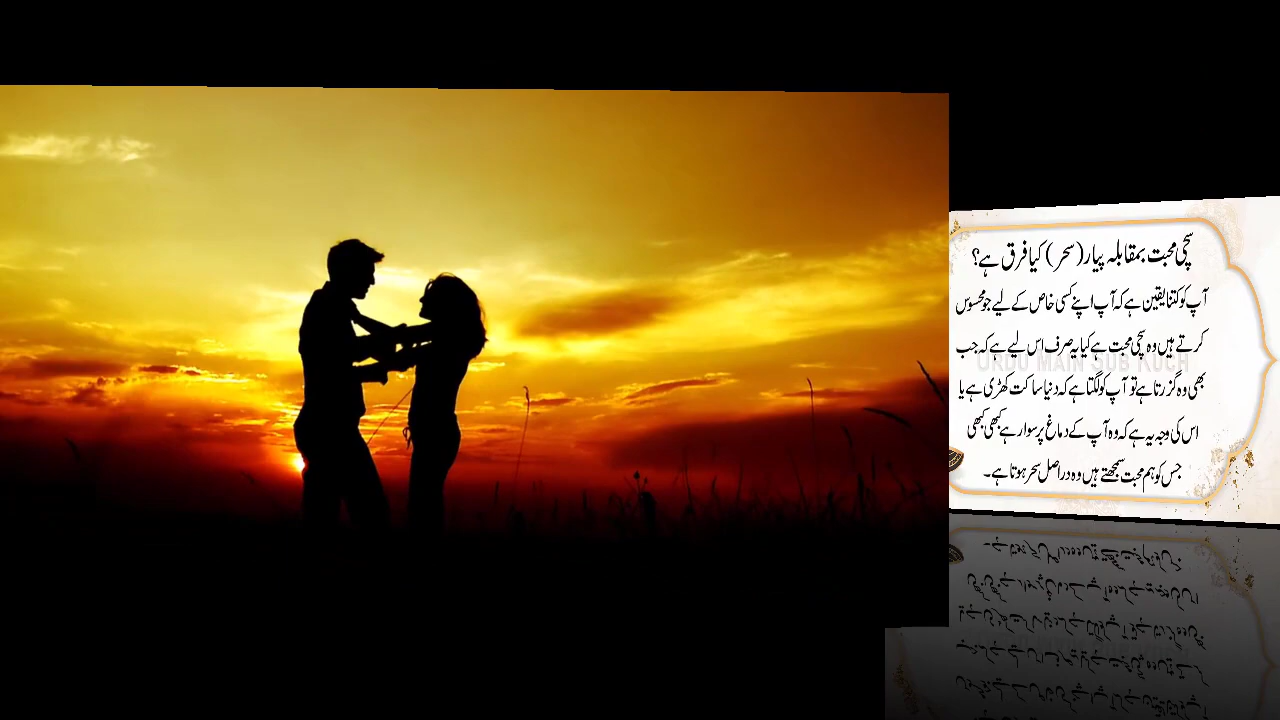 سچی محبت بمقابلہ پیار (سحر) کیا فرق ہے؟
آپ کو کتنا یقین ہے کہ آپ اپنے کسی خاص کے لیے جو محسوس
کرتے ہیں وہ سچی محبت ہے کیا یہ صرف اس لیے ہے کہ جب
URDU MAIN SUB KUCH
بھی وہ گزرتا ہے تو آپ کو لگتا ہے کہ دنیا ساکت کھڑی ہے یا
اس کی وجہ یہ ہے کہ وہ آپ کے دماغ پر سوار ہے کبھی کبھی
جس کو ہم محبت سمجھتے ہیں وہ دراصل سحر ہوتا ہے۔